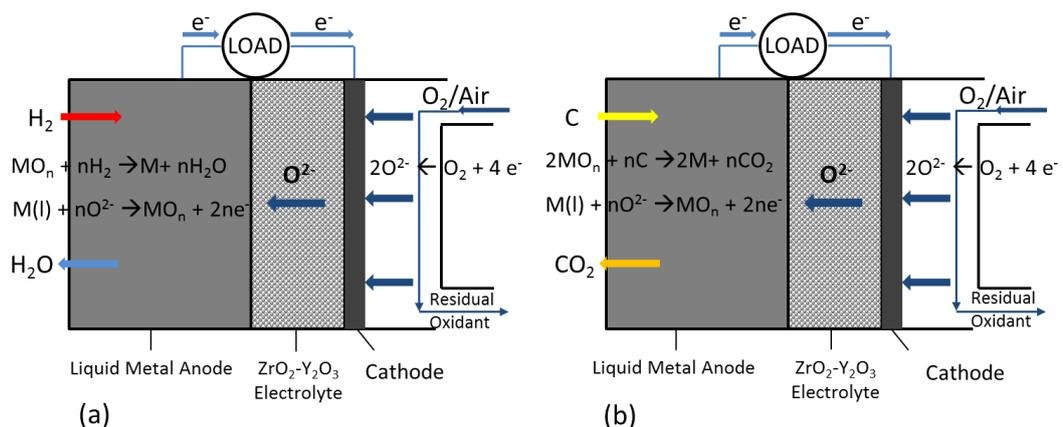 e⁻ e⁻
LOAD
O₂/Air
H₂
MOₙ + nH₂ →M+ nH₂O
O²⁻
2O²⁻ ← O₂ + 4 e⁻
M(l) + nO²⁻ →MOₙ + 2ne⁻
H₂O
Residual
Oxidant
Liquid Metal Anode
ZrO₂-Y₂O₃
Electrolyte
Cathode
(a)
e⁻ e⁻
LOAD
O₂/Air
C
2MOₙ + nC →2M+ nCO₂
O²⁻
2O²⁻ ← O₂ + 4 e⁻
M(l) + nO²⁻ →MOₙ + 2ne⁻
CO₂
Residual
Oxidant
Liquid Metal Anode
ZrO₂-Y₂O₃
Electrolyte
Cathode
(b)